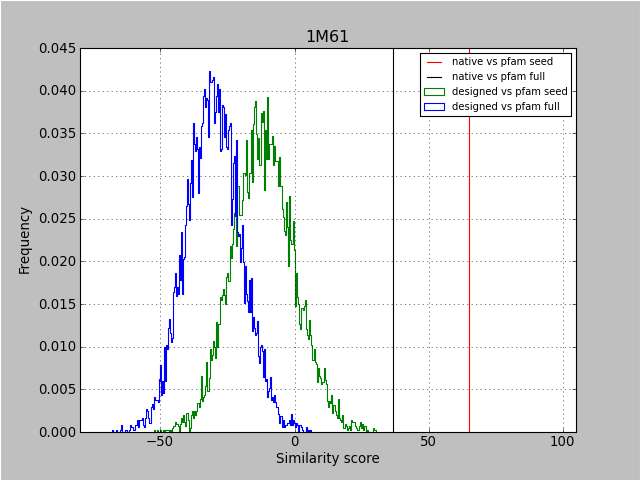 1M61
0.045
0.040
0.035
0.030
0.025
0.020
0.015
0.010
0.005
0.000
Frequency
native vs pfam seed
native vs pfam full
designed vs pfam seed
designed vs pfam full
−50
0
50
100
Similarity score